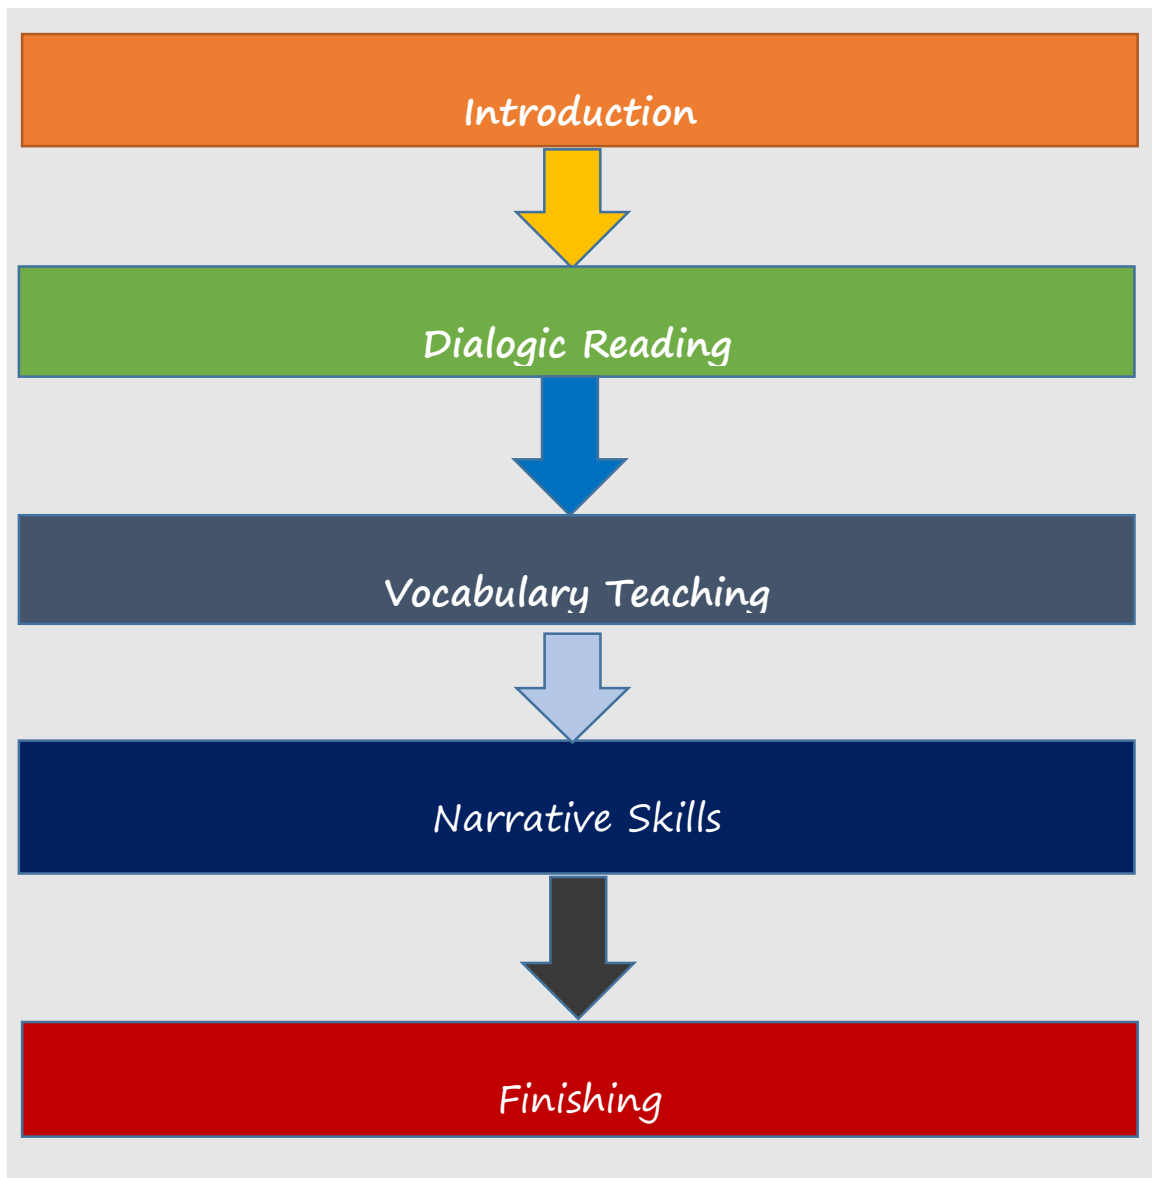 Introduction
Dialogic Reading
Vocabulary Teaching
Narrative Skills
Finishing